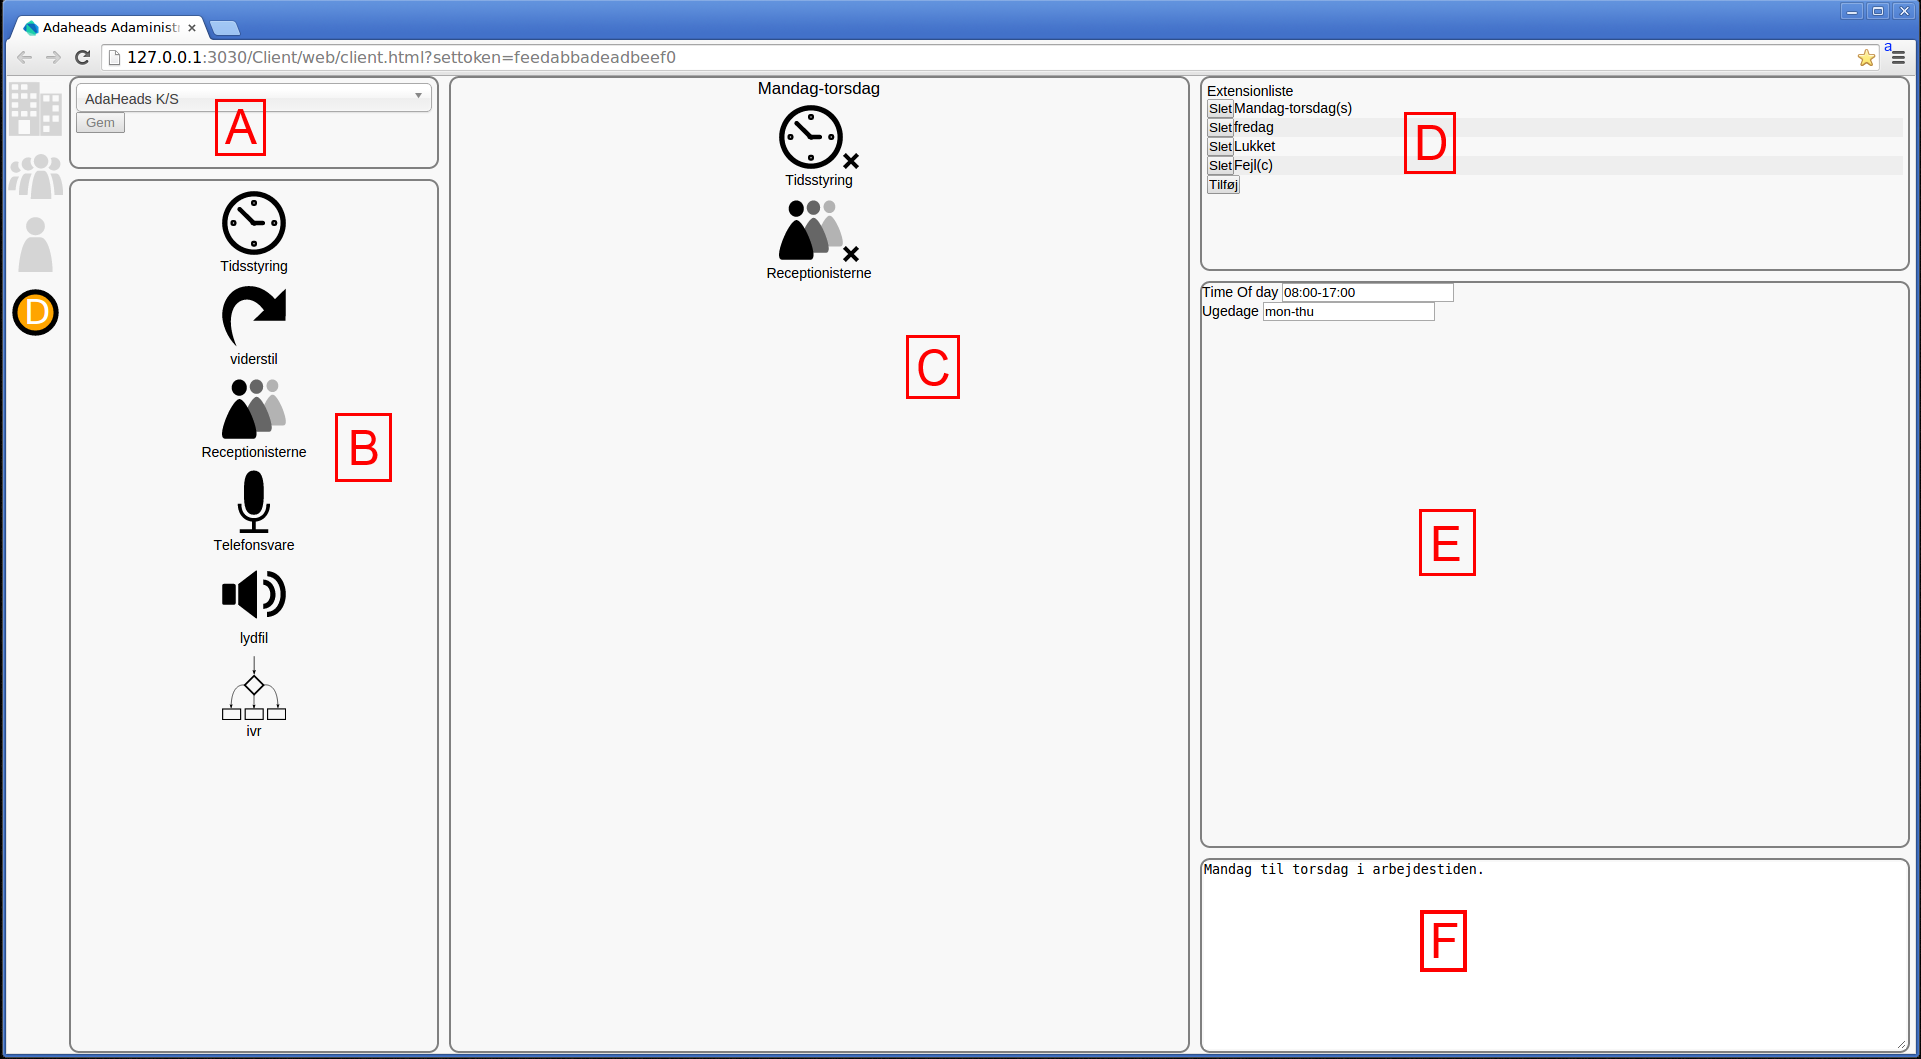 Adaheads Adaminist
127.0.0.1:3030/Client/web/client.html?settoken=feedabbadeadbeef0
a
D
AdaHeads K/S
Gem
A
Tidsstyring
viderstil
Receptionisterne
B
Telefonsvare
lydfil
ivr
Mandag-torsdag
Tidsstyring
Receptionisterne
C
Extensionliste
Slet Mandag-torsdag(s)
Slet fredag
Slet Lukket
Slet Fejl(c)
Tilføj
D
Time Of day 08:00-17:00
Ugedage mon-thu
E
Mandag til torsdag i arbejdestiden.
F